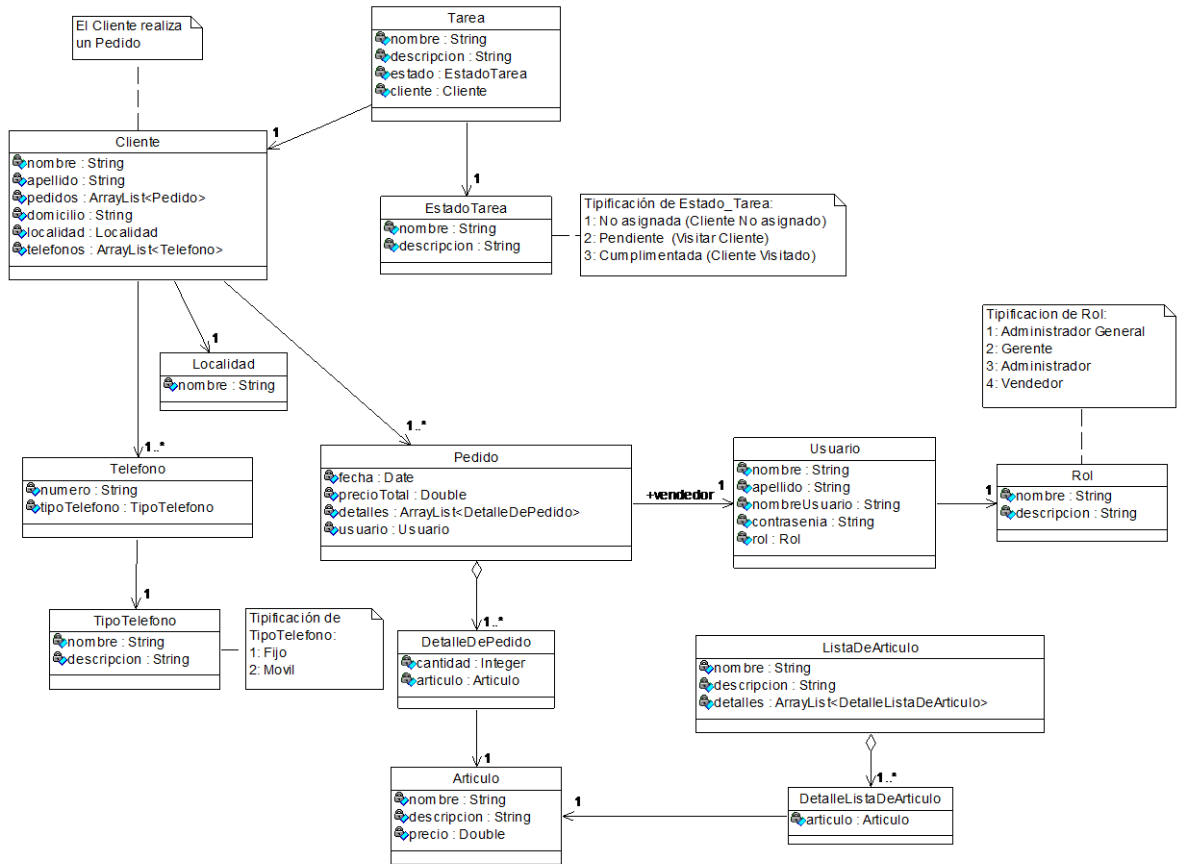 El Cliente realiza
un Pedido
Tarea
nombre : String
descripcion : String
estado : EstadoTarea
cliente : Cliente
1
1
Cliente
nombre : String
apellido : String
pedidos : ArrayList<Pedido>
domicilio : String
localidad : Localidad
telefonos : ArrayList<Telefono>
EstadoTarea
nombre : String
descripcion : String
Tipificación de Estado_Tarea:
1: No asignada (Cliente No asignado)
2: Pendiente (Visitar Cliente)
3: Cumplimentada (Cliente Visitado)
Tipificacion de Rol:
1: Administrador General
2: Gerente
3: Administrador
4: Vendedor
1
Localidad
nombre : String
1..*
1..*
Telefono
numero : String
tipoTelefono : TipoTelefono
Pedido
fecha : Date
precioTotal : Double
detalles : ArrayList<DetalleDePedido>
usuario : Usuario
+vendedor
1
Usuario
nombre : String
apellido : String
nombreUsuario : String
contrasenia : String
rol : Rol
1
Rol
nombre : String
descripcion : String
1
TipoTelefono
nombre : String
descripcion : String
Tipificación de
TipoTelefono:
1: Fijo
2: Movil
1..*
DetalleDePedido
cantidad : Integer
articulo : Articulo
ListaDeArticulo
nombre : String
descripcion : String
detalles : ArrayList<DetalleListaDeArticulo>
1
1..*
Articulo
nombre : String
descripcion : String
precio : Double
1
DetalleListaDeArticulo
articulo : Articulo